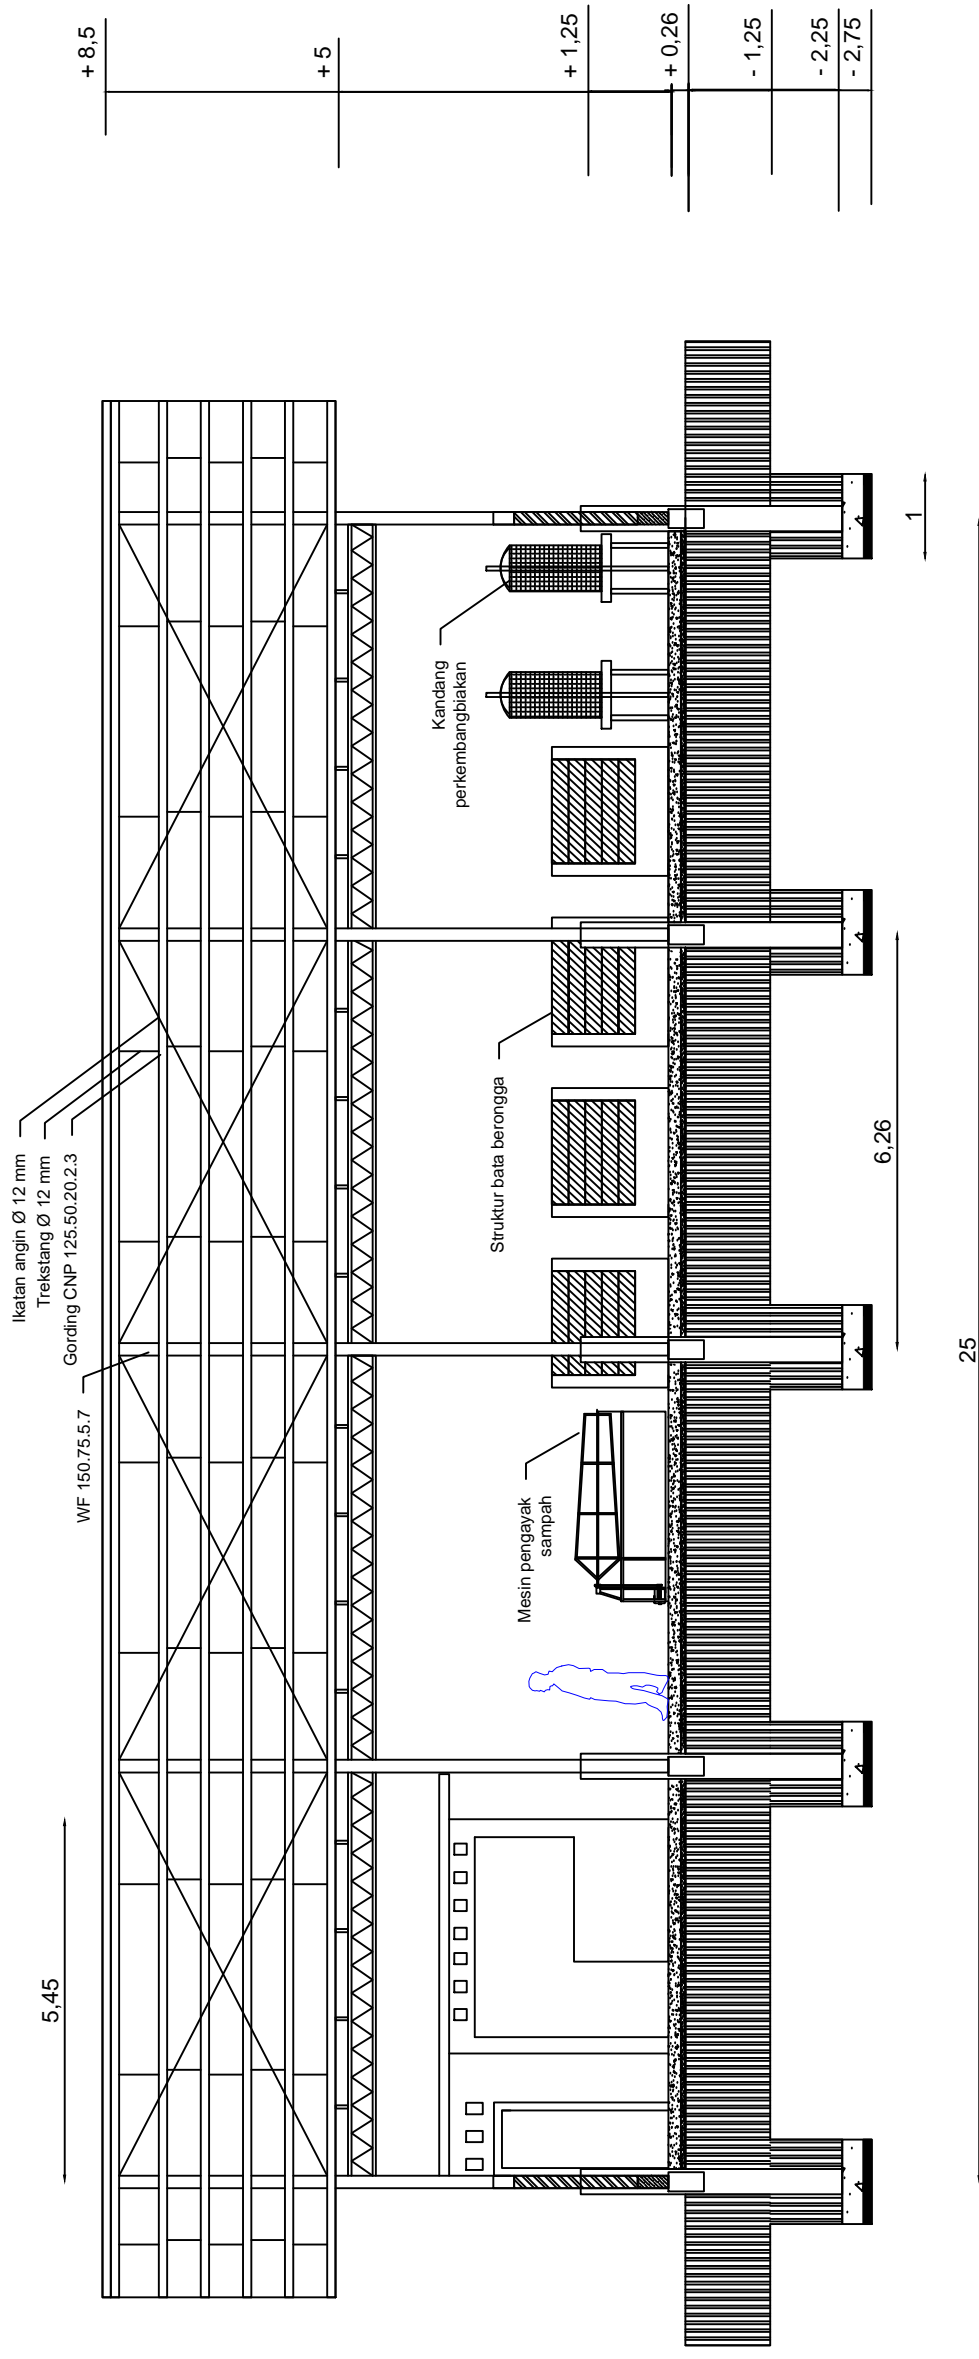 Ikatan angin Ø 12 mm
Trekstang Ø 12 mm
Gording CNP 125.50.20.2.3
WF 150.75.5.7
5,45
Mesin pengayak
sampah
Struktur bata berongga
Kandang
perkembangbiakan
+ 8,5
+ 5
+ 1,25
+ 0,26
- 1,25
- 2,25
- 2,75
6,26
1
25